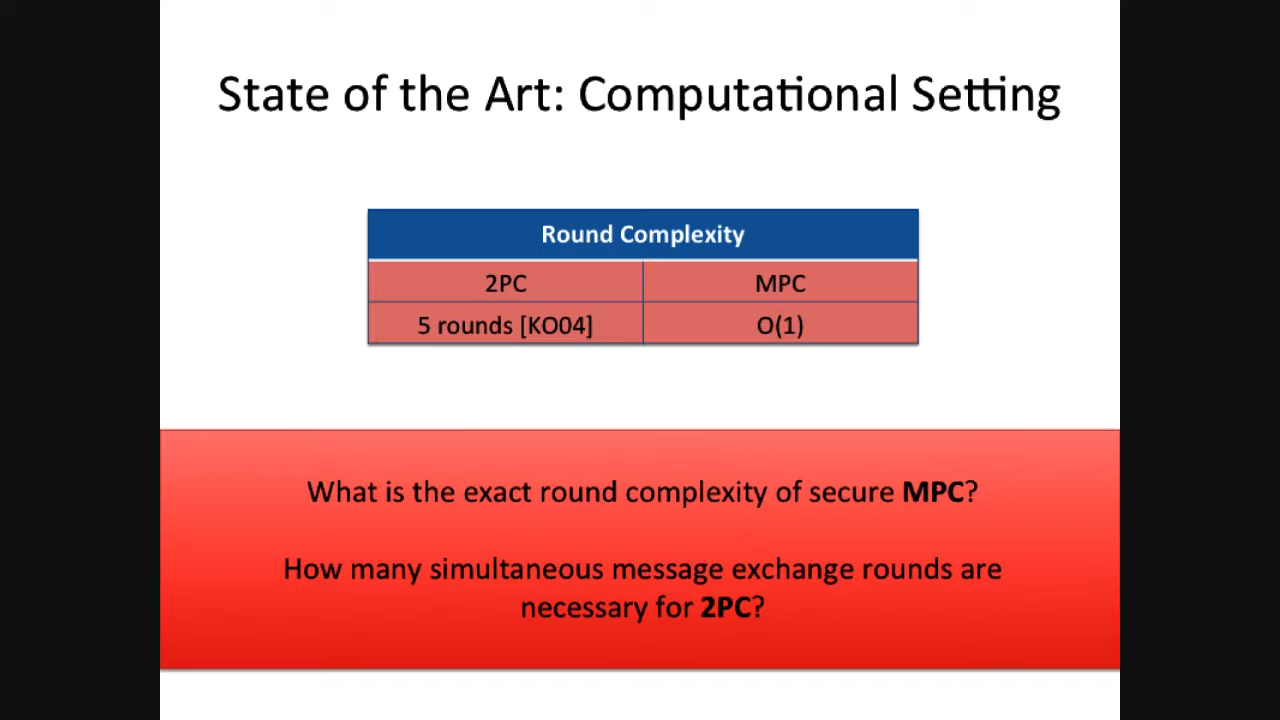 State of the Art: Computational Setting
Round Complexity
2PC MPC
5 rounds [KO04] O(1)
What is the exact round complexity of secure MPC?
How many simultaneous message exchange rounds are
necessary for 2PC?